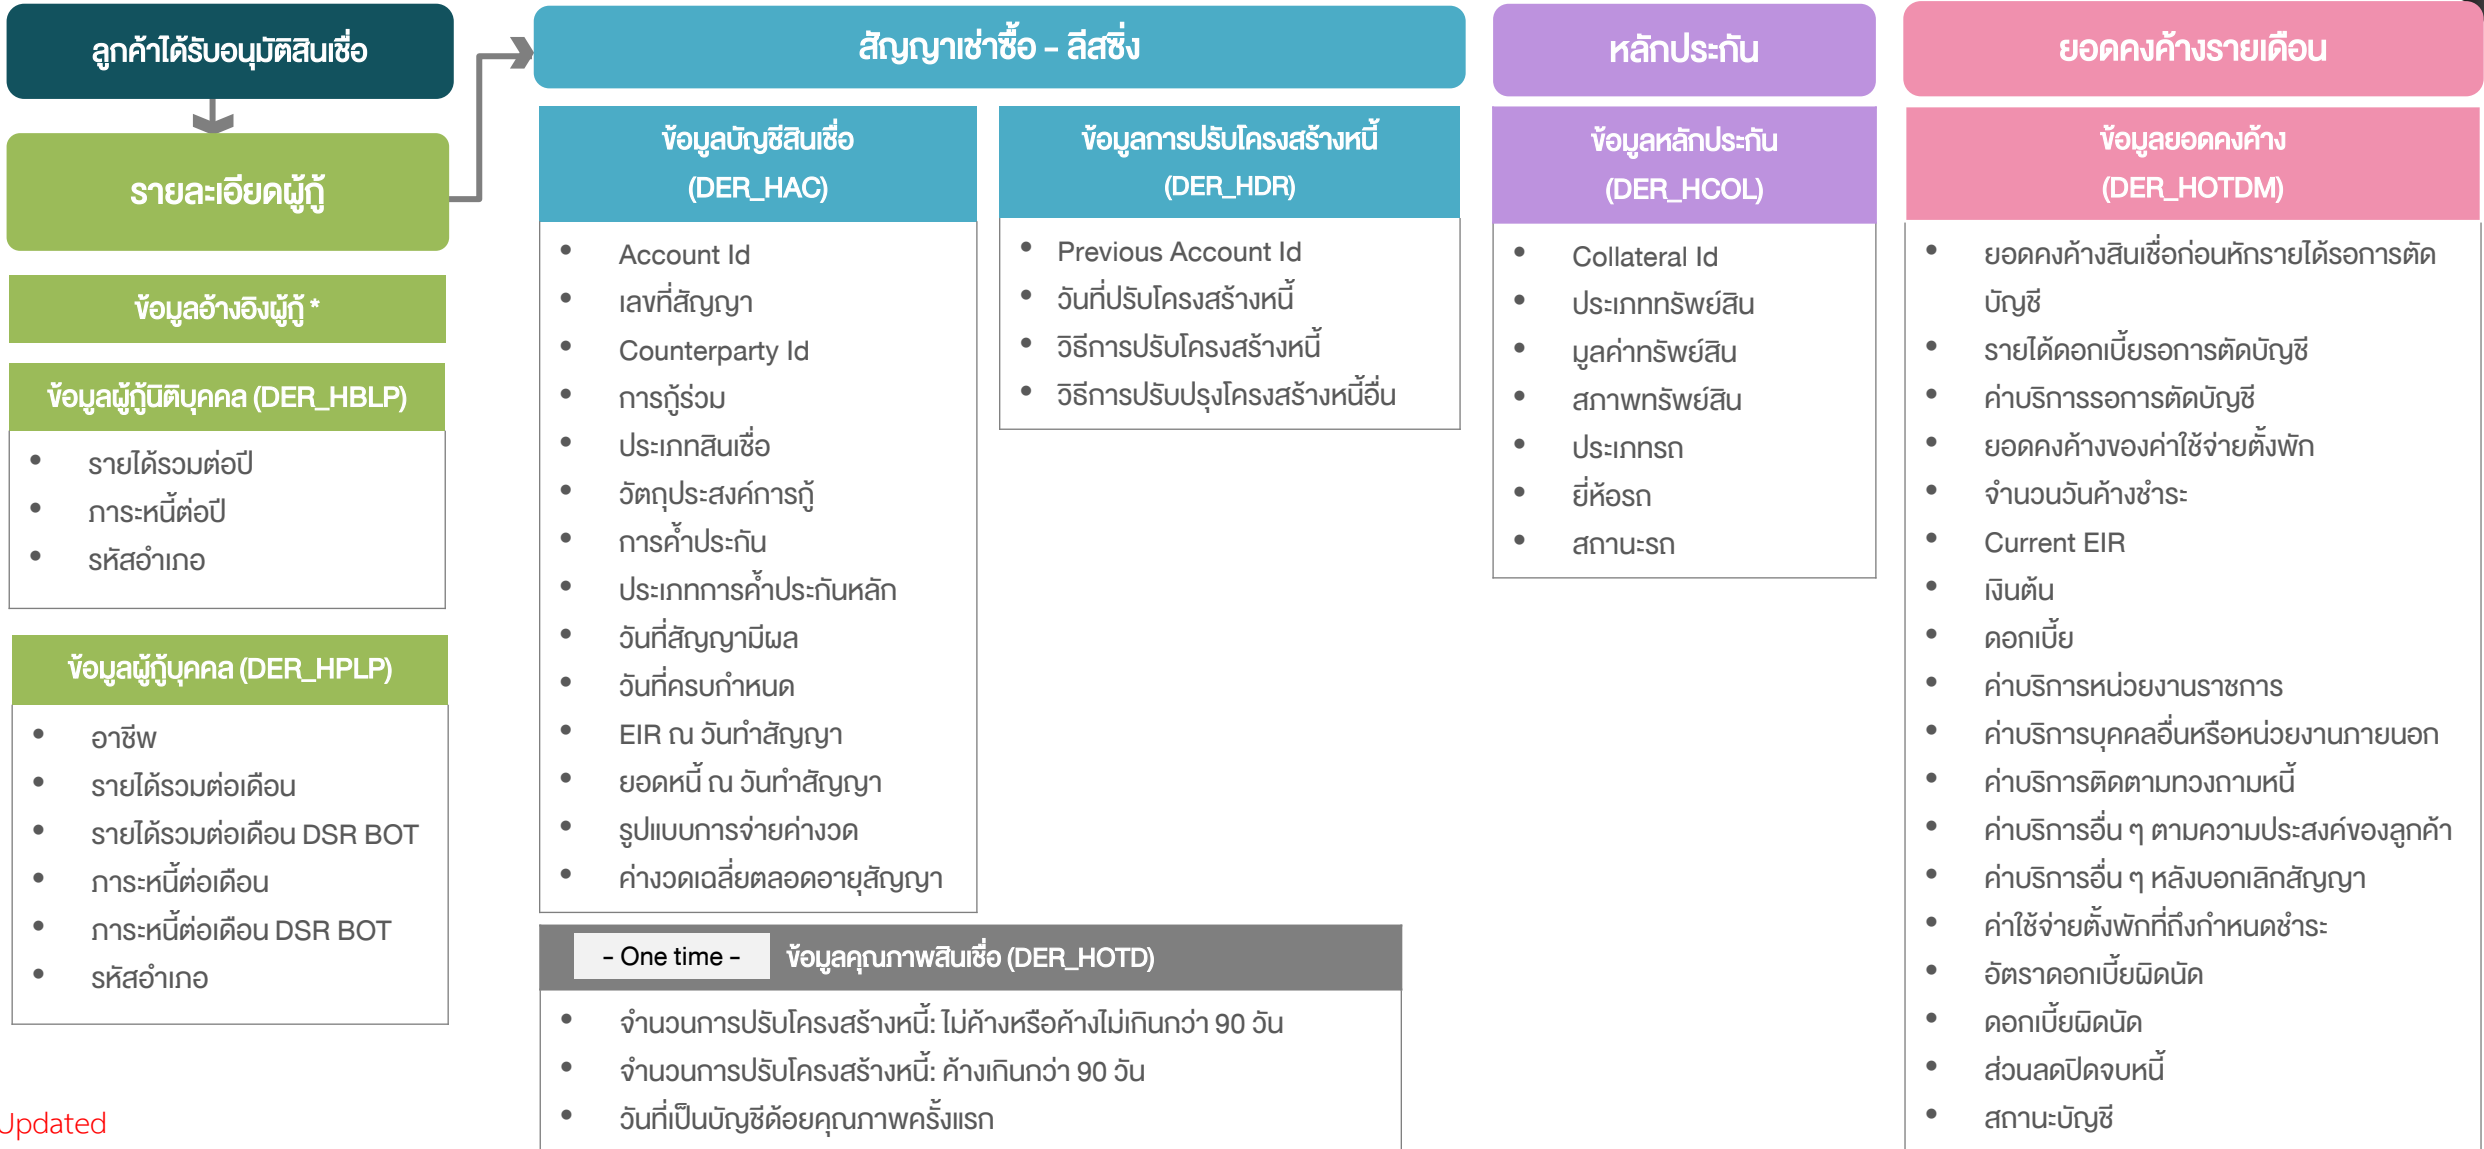 ลูกค้าได้รับอนุมัติสินเชื่อ
รายละเอียดผู้กู้
ข้อมูลอ้างอิงผู้กู้ *
ข้อมูลผู้กู้นิติบุคคล (DER_HBLP)
• รายได้รวมต่อปี
• ภาระหนี้ต่อปี
• รหัสอำเภอ
ข้อมูลผู้กู้บุคคล (DER_HPLP)
• อาชีพ
• รายได้รวมต่อเดือน
• รายได้รวมต่อเดือน DSR BOT
• ภาระหนี้ต่อเดือน
• ภาระหนี้ต่อเดือน DSR BOT
• รหัสอำเภอ
Updated
สัญญาเช่าซื้อ - ลีสซิ่ง
ข้อมูลบัญชีสินเชื่อ
(DER_HAC)
• Account Id
• เลขที่สัญญา
• Counterparty Id
• การกู้ร่วม
• ประเภทสินเชื่อ
• วัตถุประสงค์การกู้
• การค้ำประกัน
• ประเภทการค้ำประกันหลัก
• วันที่สัญญามีผล
• วันที่ครบกำหนด
• EIR ณ วันทำสัญญา
• ยอดหนี้ ณ วันทำสัญญา
• รูปแบบการจ่ายค่างวด
• ค่างวดเฉลี่ยตลอดอายุสัญญา
ข้อมูลการปรับโครงสร้างหนี้
(DER_HDR)
• Previous Account Id
• วันที่ปรับโครงสร้างหนี้
• วิธีการปรับโครงสร้างหนี้
• วิธีการปรับปรุงโครงสร้างหนี้อื่น
- One time - ข้อมูลคุณภาพสินเชื่อ (DER_HOTD)
• จำนวนการปรับโครงสร้างหนี้: ไม่ค้างหรือค้างไม่เกินกว่า 90 วัน
• จำนวนการปรับโครงสร้างหนี้: ค้างเกินกว่า 90 วัน
• วันที่เป็นบัญชีด้อยคุณภาพครั้งแรก
หลักประกัน
ข้อมูลหลักประกัน
(DER_HCOL)
• Collateral Id
• ประเภททรัพย์สิน
• มูลค่าทรัพย์สิน
• สภาพทรัพย์สิน
• ประเภทรถ
• ยี่ห้อรถ
• สถานะรถ
ยอดคงค้างรายเดือน
ข้อมูลยอดคงค้าง
(DER_HOTDM)
• ยอดคงค้างสินเชื่อก่อนหักรายได้รอการตัด
บัญชี
• รายได้ดอกเบี้ยรอการตัดบัญชี
• ค่าบริการรอการตัดบัญชี
• ยอดคงค้างของค่าใช้จ่ายตั้งพัก
• จำนวนวันค้างชำระ
• Current EIR
• เงินต้น
• ดอกเบี้ย
• ค่าบริการหน่วยงานราชการ
• ค่าบริการบุคคลอื่นหรือหน่วยงานภายนอก
• ค่าบริการติดตามทวงถามหนี้
• ค่าบริการอื่น ๆ ตามความประสงค์ของลูกค้า
• ค่าบริการอื่น ๆ หลังบอกเลิกสัญญา
• ค่าใช้จ่ายตั้งพักที่ถึงกำหนดชำระ
• อัตราดอกเบี้ยผิดนัด
• ดอกเบี้ยผิดนัด
• ส่วนลดปิดจบหนี้
• สถานะบัญชี